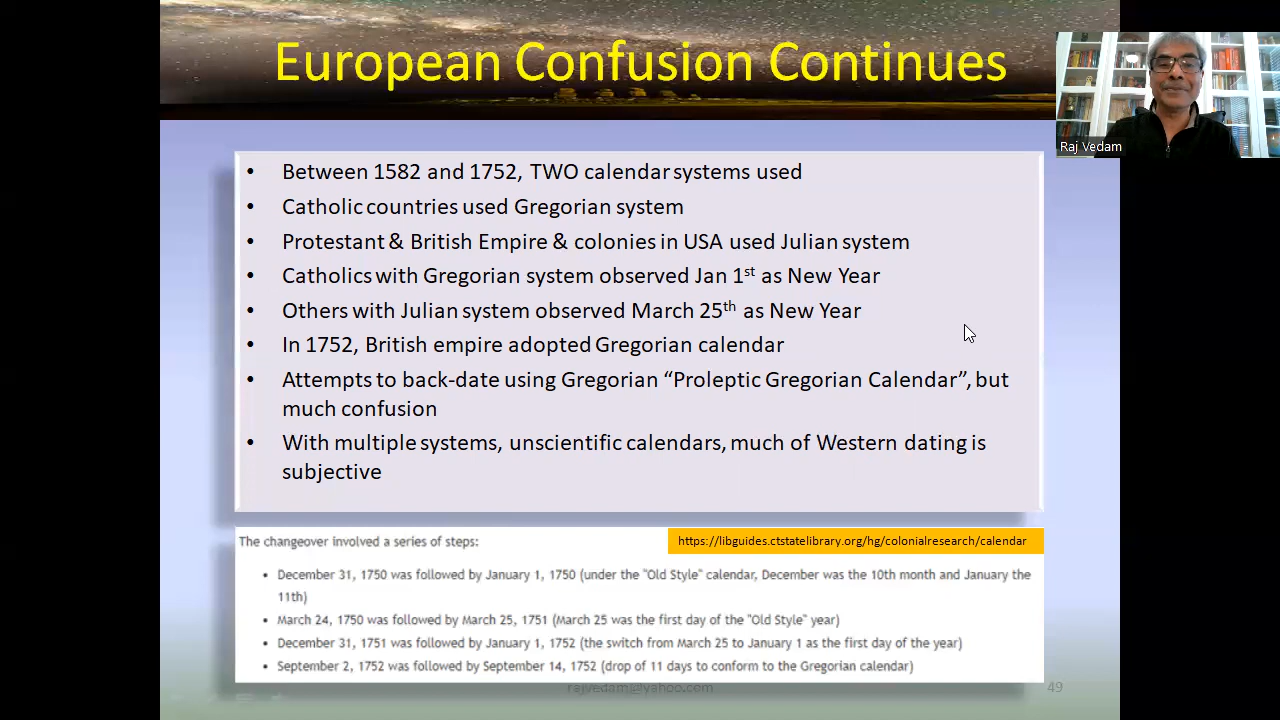 European Confusion Continues
Raj Vedam
• Between 1582 and 1752, TWO calendar systems used
• Catholic countries used Gregorian system
• Protestant & British Empire & colonies in USA used Julian system
• Catholics with Gregorian system observed Jan 1st as New Year
• Others with Julian system observed March 25th as New Year
• In 1752, British empire adopted Gregorian calendar
• Attempts to back-date using Gregorian “Proleptic Gregorian Calendar”, but
much confusion
• With multiple systems, unscientific calendars, much of Western dating is
subjective
The changeover involved a series of steps:
https://libguides.ctstatelibrary.org/hg/colonialresearch/calendar
• December 31, 1750 was followed by January 1, 1750 (under the "Old Style" calendar, December was the 10th month and January the
11th)
• March 24, 1750 was followed by March 25, 1751 (March 25 was the first day of the "Old Style" year)
• December 31, 1751 was followed by January 1, 1752 (the switch from March 25 to January 1 as the first day of the year)
• September 2, 1752 was followed by September 14, 1752 (drop of 11 days to conform to the Gregorian calendar)
rajvedam@yahoo.com
49